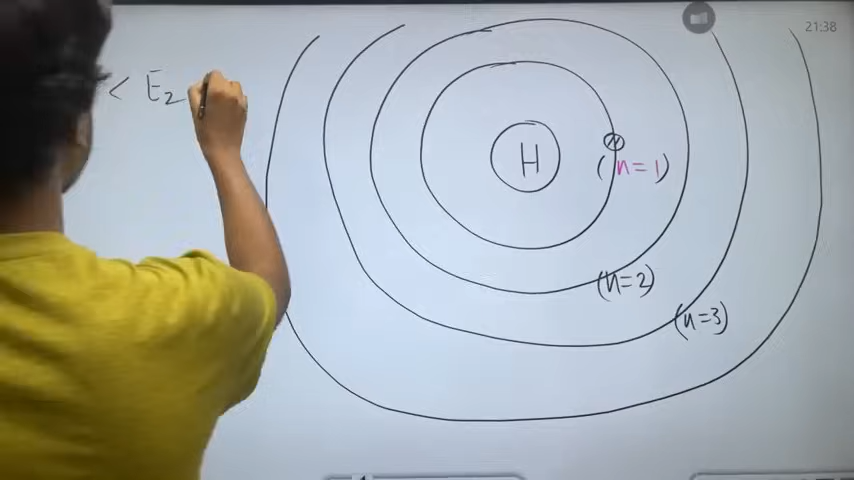 21:38
< E₂
H
(n=1)
(n=2)
(n=3)